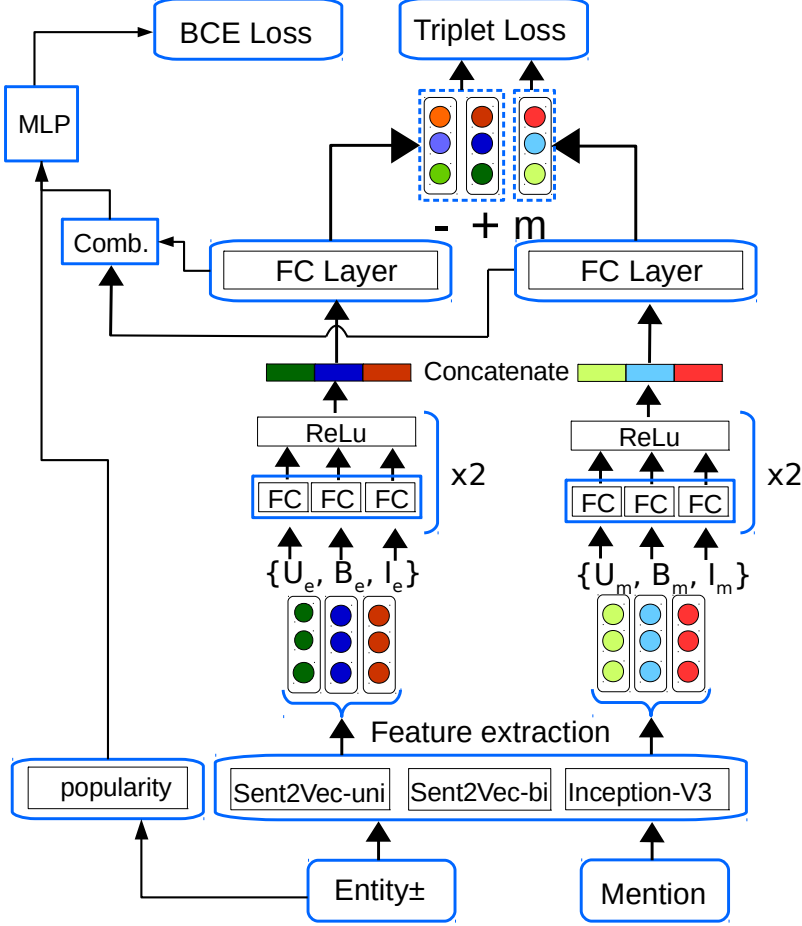 BCE Loss
Triplet Loss
MLP
- + m
Comb.
FC Layer
FC Layer
Concatenate
ReLu
ReLu
x2
x2
FC FC FC
FC FC FC
{Ue, Be, Ie}
{Um, Bm, Im}
Feature extraction
popularity
Sent2Vec-uni
Sent2Vec-bi
Inception-V3
Entity±
Mention